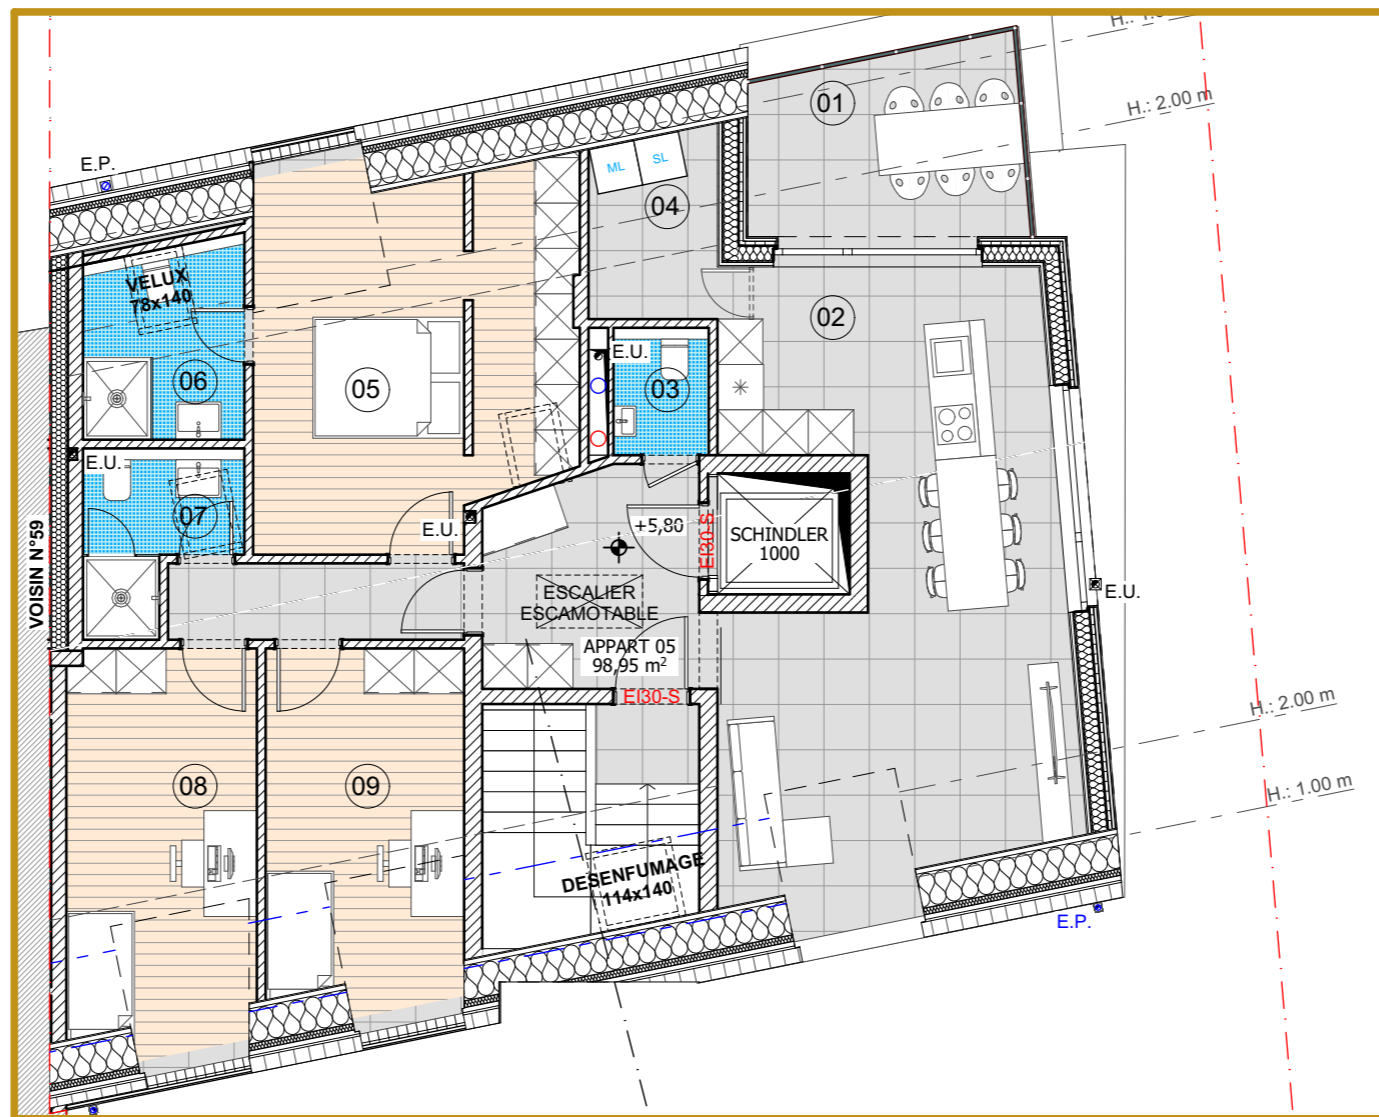 H.: 2.00 m
01
E.P.
ML
SL
04
VELUX
78x140
02
E.U.
06
05
03
E.U.
07
E.U.
+5,80
EI30-S
SCHINDLER
1000
VOISIN N°59
ESCALIER
ESCAMOTABLE
E.U.
APPART 05
98,95 m²
EI30-S
H.: 2.00 m
08
09
H.: 1.00 m
DESENFUMAGE
114x140
E.P.